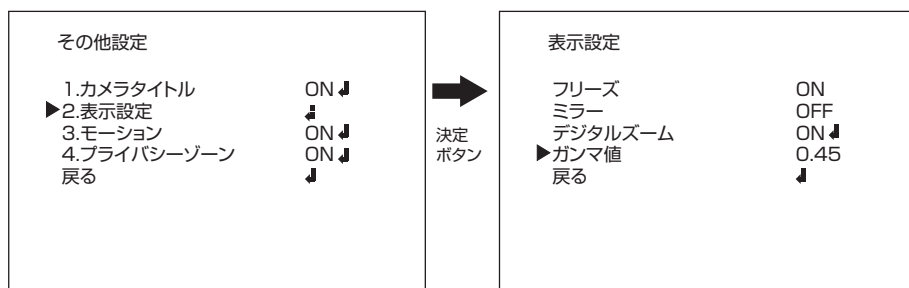 その他設定
1.カメラタイトル ON↲
▶2.表示設定 ↲
3.モーション ON↲
4.プライバシーゾーン ON↲
戻る ↲
決定
ボタン
表示設定
フリーズ ON
ミラー OFF
デジタルズーム ON↲
▶ガンマ値 0.45
戻る ↲